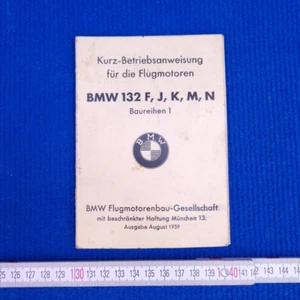 Kurz-Betriebsanweisung
für die Flugmotoren
BMW 132 F, J, K, M, N
Baureihen 1
BMW
BMW Flugmotorenbau-Gesellschaft
mit beschränkter Haftung München 13:
Ausgabe August 1939
125 126 127 128 129 130 131 132 133 134 135 136 137 138 139 140 141 142 143 144